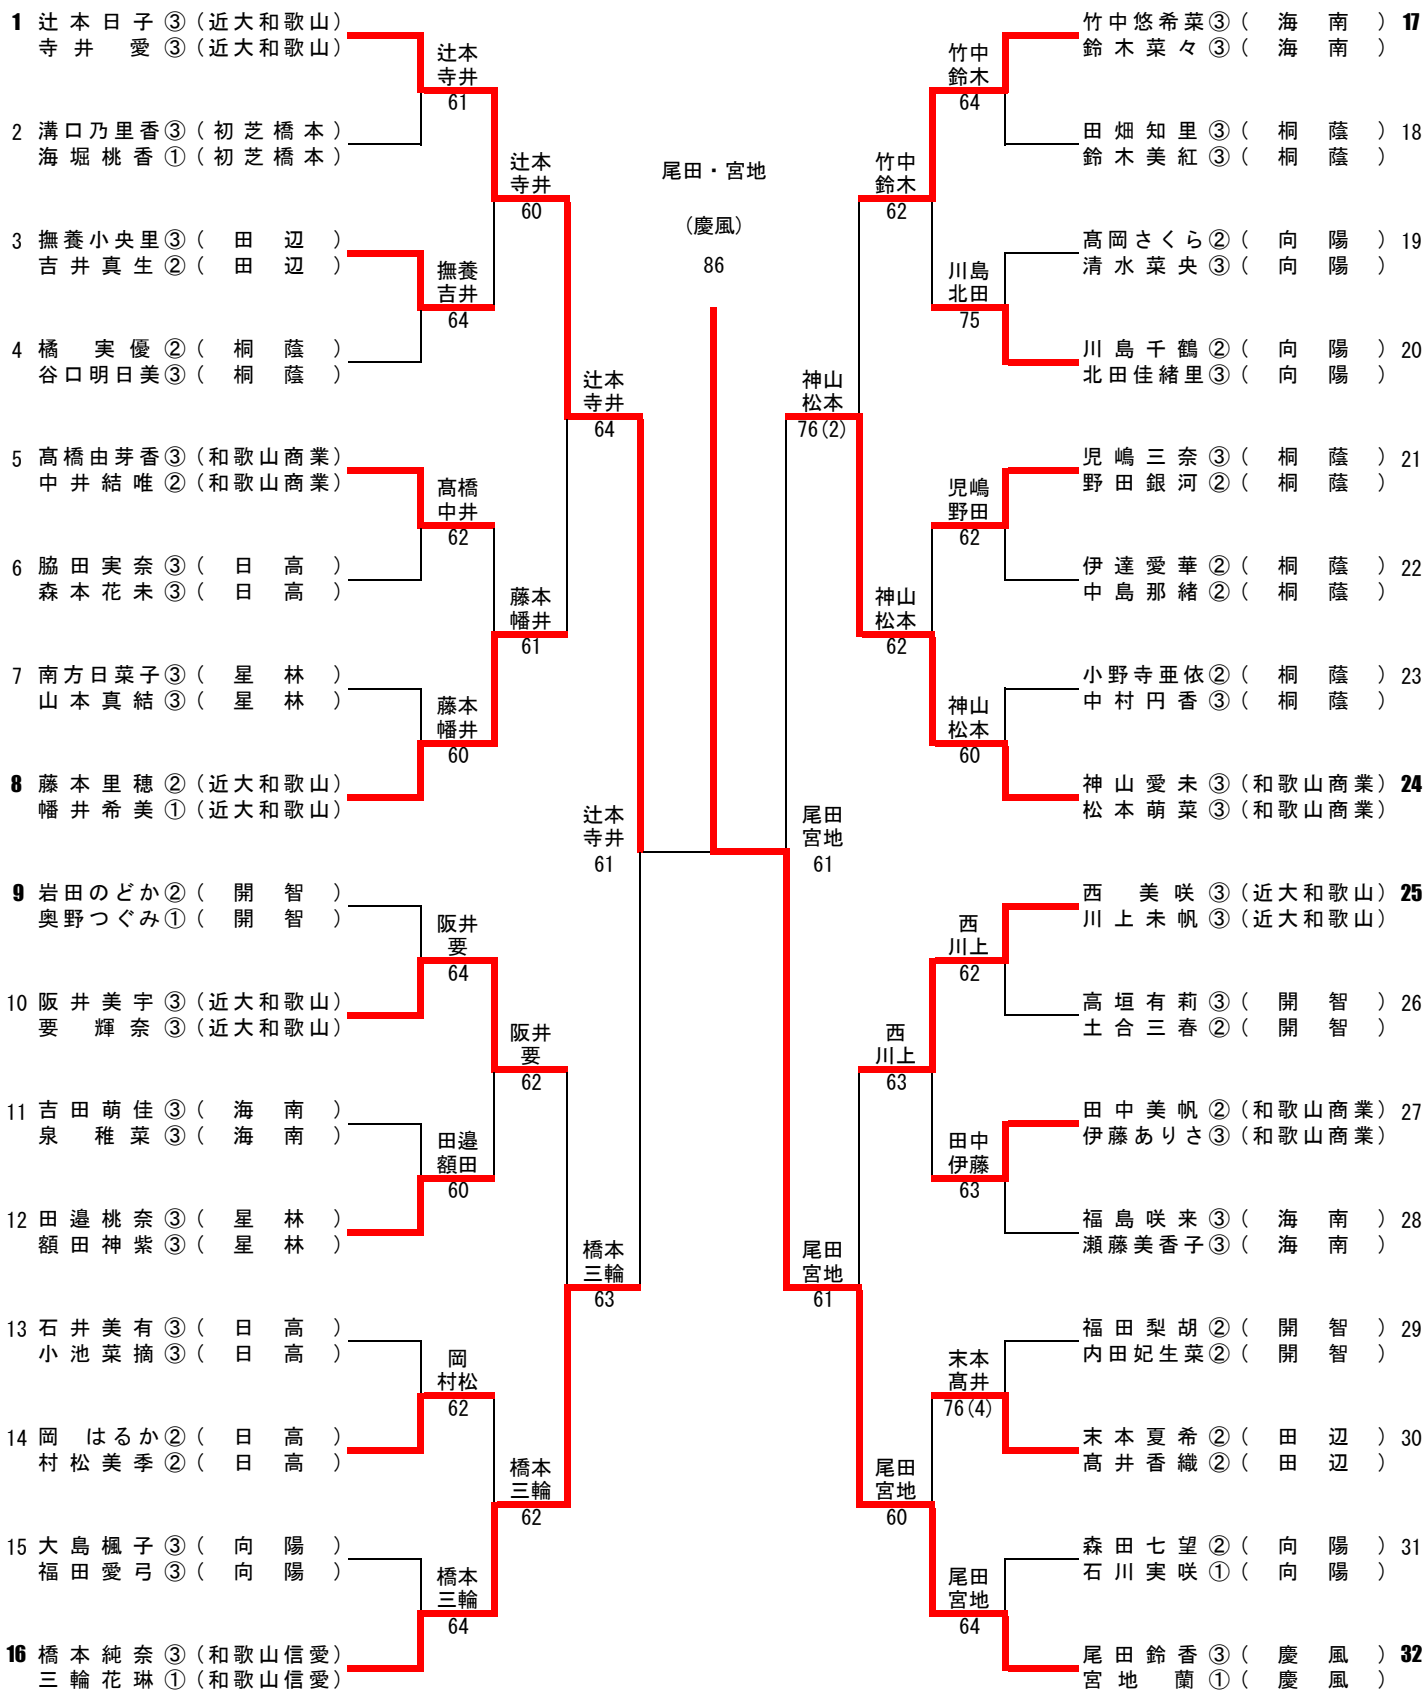 1 辻本日子③(近大和歌山)
寺井 愛③(近大和歌山)
2 溝口乃里香③(初芝橋本)
海堀桃香①(初芝橋本)
3 撫養小央里③(田辺)
吉井真生②(田辺)
4 橘 実優②(桐蔭)
谷口明日美③(桐蔭)
5 髙橋由芽香③(和歌山商業)
中井結唯②(和歌山商業)
6 脇田実奈③(日高)
森本花未③(日高)
7 南方日菜子③(星林)
山本真結③(星林)
8 藤本里穂②(近大和歌山)
幡井希美①(近大和歌山)
9 岩田のどか②(開智)
奥野つぐみ①(開智)
10 阪井美宇③(近大和歌山)
要 輝奈③(近大和歌山)
11 吉田萌佳③(海南)
泉 稚菜③(海南)
12 田邉桃奈③(星林)
額田神紫③(星林)
13 石井美有③(日高)
小池菜摘③(日高)
14 岡 はるか②(日高)
村松美季②(日高)
15 大島楓子③(向陽)
福田愛弓③(向陽)
16 橋本純奈③(和歌山信愛)
三輪花琳①(和歌山信愛)
辻本
寺井
61
撫養
吉井
64
髙橋
中井
62
藤本
幡井
60
阪井
要
64
田邉
額田
60
岡
村松
62
橋本
三輪
64
辻本
寺井
60
藤本
幡井
61
阪井
要
62
橋本
三輪
62
辻本
寺井
64
橋本
三輪
63
辻本
寺井
61
尾田・宮地
(慶風)
86
尾田
宮地
61
神山
松本
76(2)
尾田
宮地
61
竹中
鈴木
62
神山
松本
62
西
川上
63
尾田
宮地
60
竹中
鈴木
64
川島
北田
75
児嶋
野田
62
神山
松本
60
西
川上
62
田中
伊藤
63
末本
髙井
76(4)
尾田
宮地
64
竹中悠希菜③(海南) 17
鈴木菜々③(海南)
田畑知里③(桐蔭) 18
鈴木美紅③(桐蔭)
髙岡さくら②(向陽) 19
清水菜央③(向陽)
川島千鶴②(向陽) 20
北田佳緒里③(向陽)
児嶋三奈③(桐蔭) 21
野田銀河②(桐蔭)
伊達愛華②(桐蔭) 22
中島那緒②(桐蔭)
小野寺亜依②(桐蔭) 23
中村円香③(桐蔭)
神山愛未③(和歌山商業) 24
松本萌菜③(和歌山商業)
西 美咲③(近大和歌山) 25
川上未帆③(近大和歌山)
高垣有莉③(開智) 26
土合三春②(開智)
田中美帆②(和歌山商業) 27
伊藤ありさ③(和歌山商業)
福島咲来③(海南) 28
瀬藤美香子③(海南)
福田梨胡②(開智) 29
内田妃生菜②(開智)
末本夏希②(田辺) 30
髙井香織②(田辺)
森田七望②(向陽) 31
石川実咲①(向陽)
尾田鈴香③(慶風) 32
宮地 蘭①(慶風)